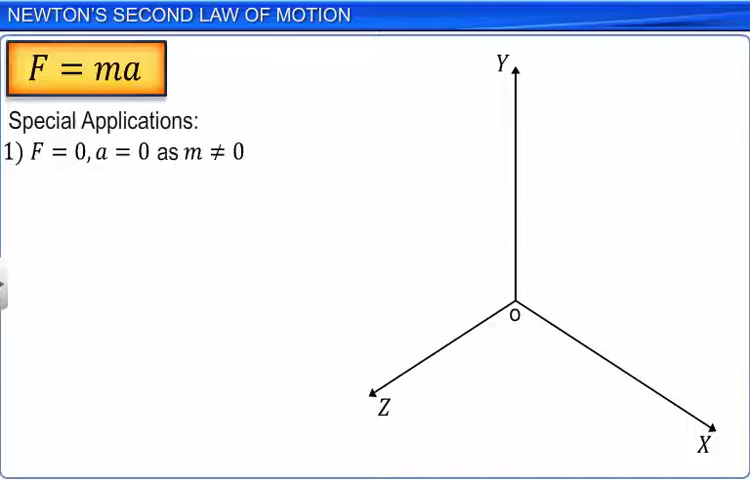 NEWTON'S SECOND LAW OF MOTION
F = ma
Special Applications:
1) F = 0, a = 0 as m ≠ 0
Y
O
Z
X